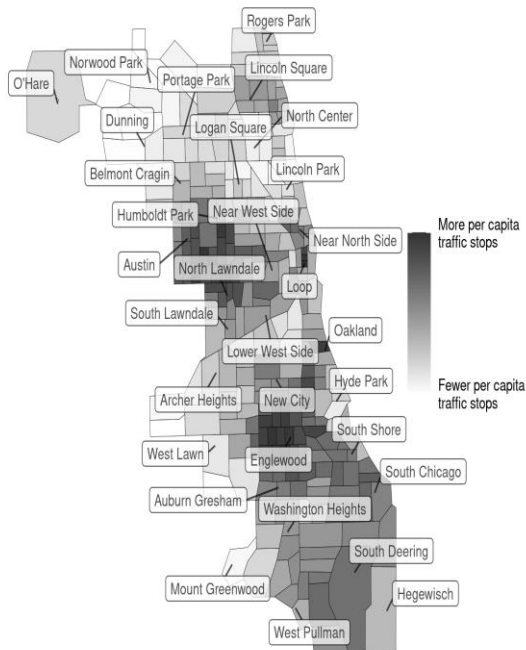 Rogers Park
Norwood Park
Lincoln Square
O'Hare
Portage Park
Dunning
Logan Square
North Center
Belmont Cragin
Lincoln Park
Humboldt Park
Near West Side
More per capita
traffic stops
Near North Side
Austin
North Lawndale
Loop
South Lawndale
Oakland
Lower West Side
Hyde Park
Fewer per capita
traffic stops
Archer Heights
New City
South Shore
West Lawn
Englewood
South Chicago
Auburn Gresham
Washington Heights
South Deering
Mount Greenwood
Hegewisch
West Pullman